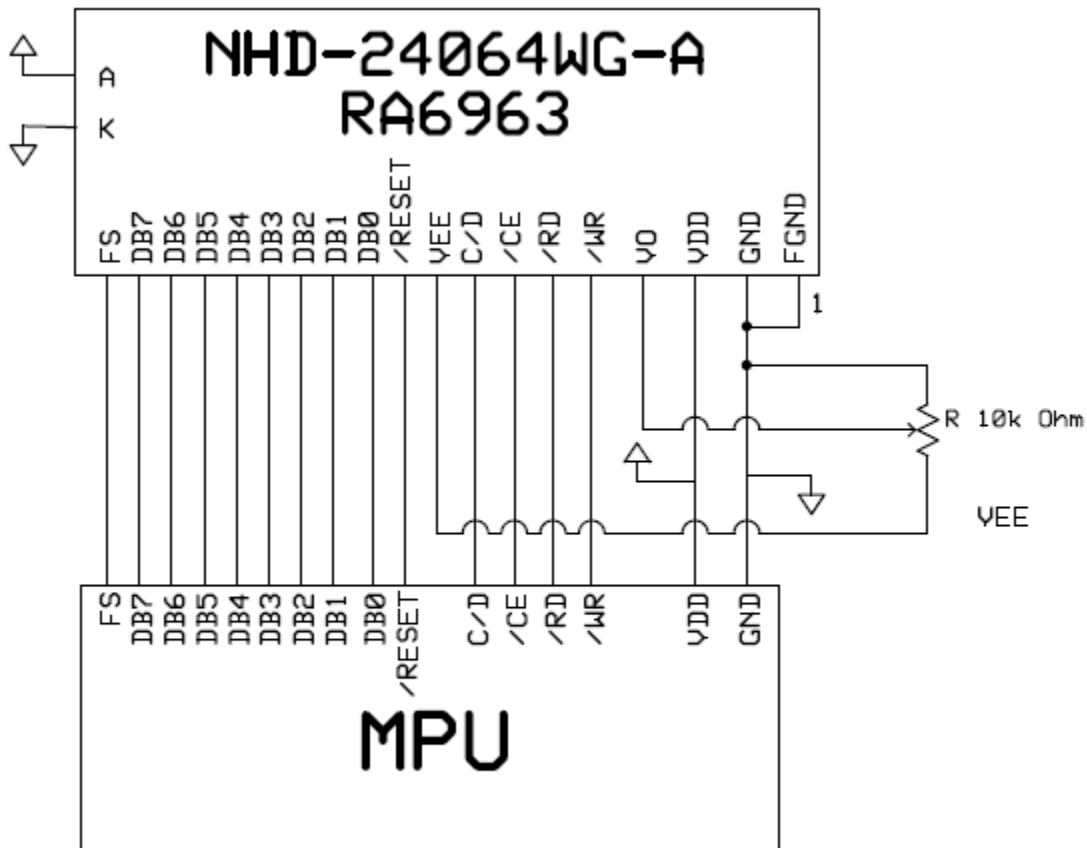 NHD-24064WG-A
RA6963
A
K
FS DB7 DB6 DB5 DB4 DB3 DB2 DB1 DB0 /RESET VEE C/D /CE /RD /WR VO VDD GND FGND
1
R 10k Ohm
VEE
FS DB7 DB6 DB5 DB4 DB3 DB2 DB1 DB0 /RESET C/D /CE /RD /WR VDD GND
MPU